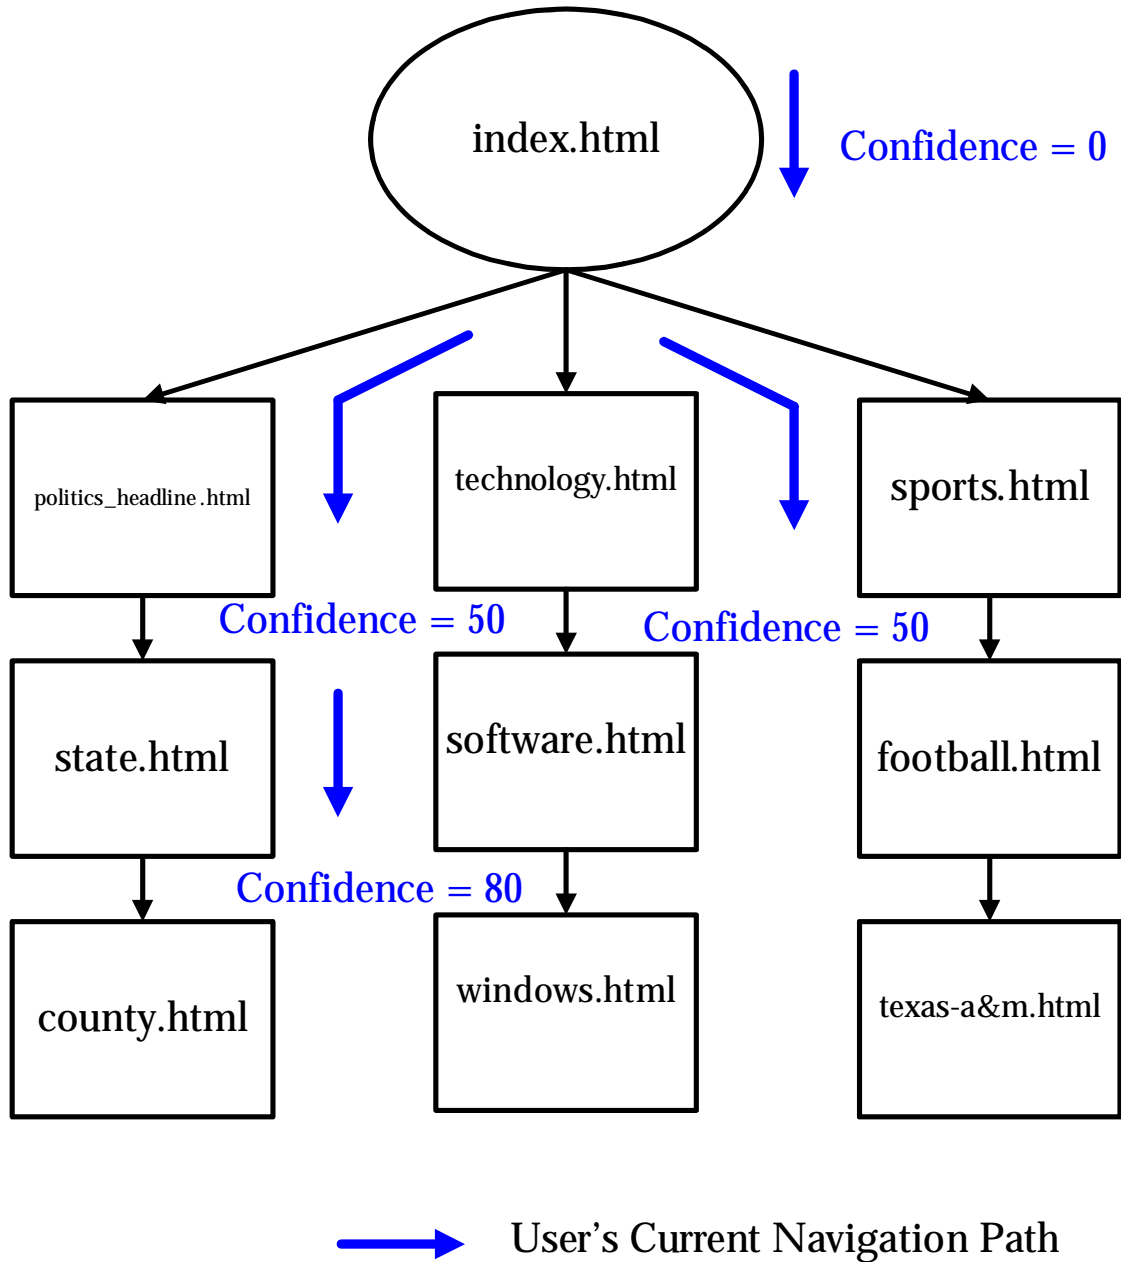 index.html
Confidence = 0
politics_headline.html
technology.html
sports.html
Confidence = 50
Confidence = 50
state.html
software.html
football.html
Confidence = 80
county.html
windows.html
texas-a&m.html
User's Current Navigation Path